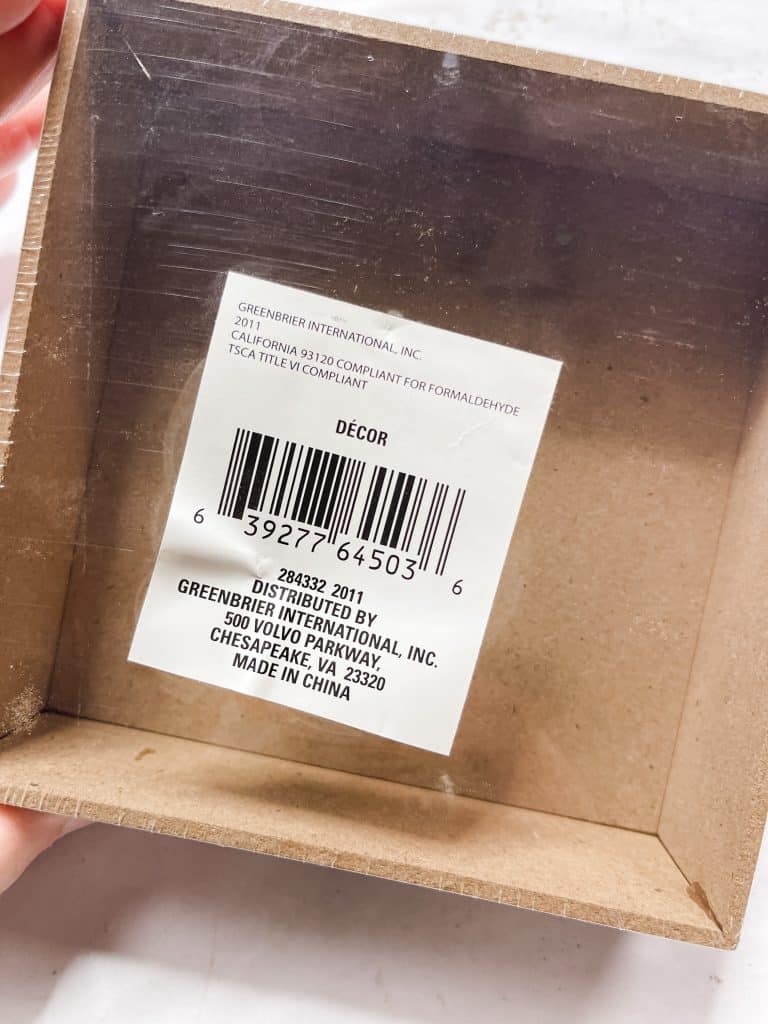 GREENBRIER INTERNATIONAL, INC.
2011
CALIFORNIA 93120 COMPLIANT FOR FORMALDEHYDE
TSCA TITLE VI COMPLIANT
DÉCOR
6 39277 64503 6
284332 2011
DISTRIBUTED BY
GREENBRIER INTERNATIONAL, INC.
500 VOLVO PARKWAY,
CHESAPEAKE, VA 23320
MADE IN CHINA